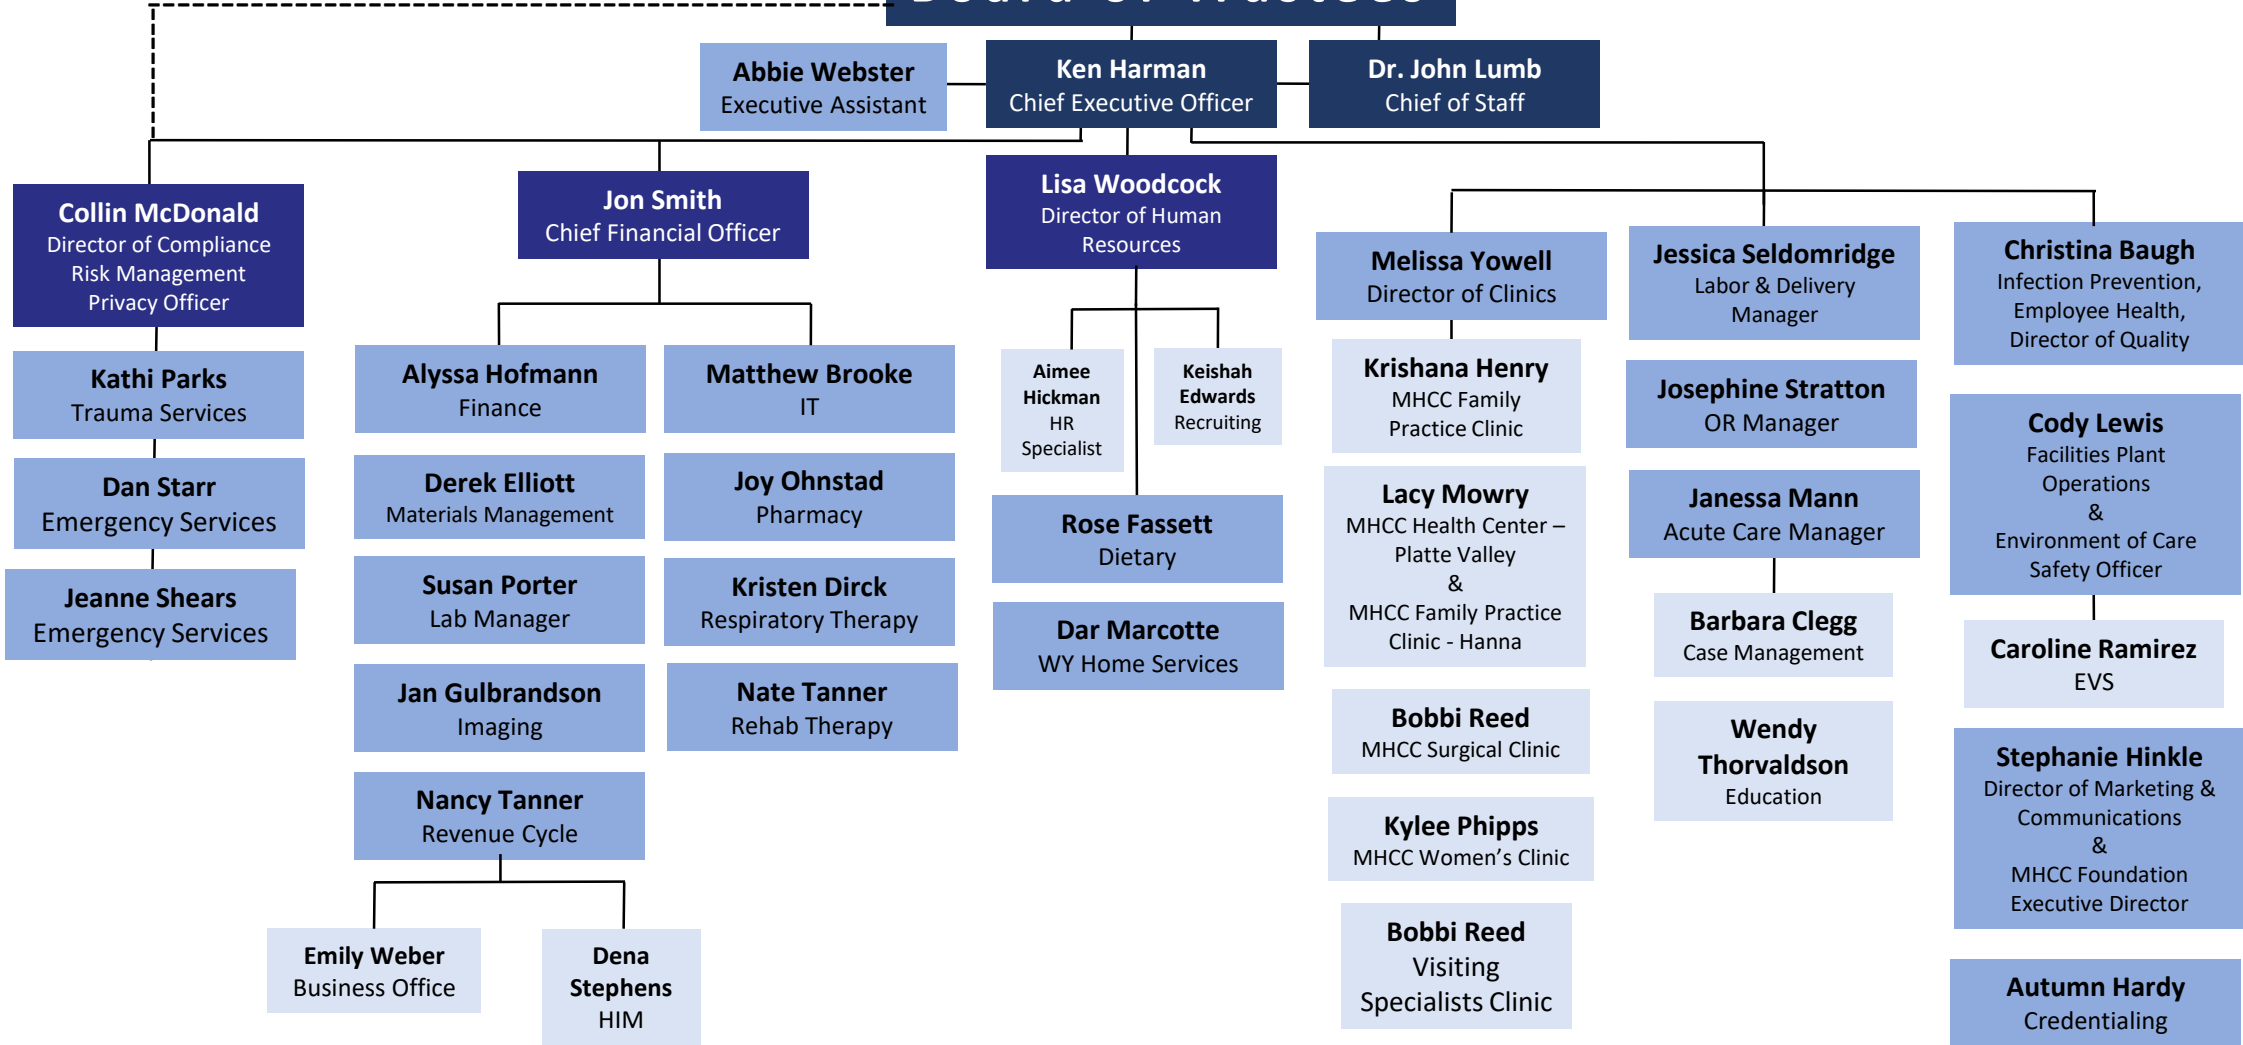 Board of Trustees
Abbie Webster
Executive Assistant
Ken Harman
Chief Executive Officer
Dr. John Lumb
Chief of Staff
Collin McDonald
Director of Compliance
Risk Management
Privacy Officer
Kathi Parks
Trauma Services
Dan Starr
Emergency Services
Jeanne Shears
Emergency Services
Jon Smith
Chief Financial Officer
Alyssa Hofmann
Finance
Derek Elliott
Materials Management
Susan Porter
Lab Manager
Jan Gulbrandson
Imaging
Nancy Tanner
Revenue Cycle
Emily Weber
Business Office
Dena
Stephens
HIM
Matthew Brooke
IT
Joy Ohnstad
Pharmacy
Kristen Dirck
Respiratory Therapy
Nate Tanner
Rehab Therapy
Lisa Woodcock
Director of Human
Resources
Aimee
Hickman
HR
Specialist
Keishah
Edwards
Recruiting
Rose Fassett
Dietary
Dar Marcotte
WY Home Services
Melissa Yowell
Director of Clinics
Krishana Henry
MHCC Family
Practice Clinic
Lacy Mowry
MHCC Health Center –
Platte Valley
&
MHCC Family Practice
Clinic - Hanna
Bobbi Reed
MHCC Surgical Clinic
Kylee Phipps
MHCC Women’s Clinic
Bobbi Reed
Visiting
Specialists Clinic
Jessica Seldomridge
Labor & Delivery
Manager
Josephine Stratton
OR Manager
Janessa Mann
Acute Care Manager
Barbara Clegg
Case Management
Wendy
Thorvaldson
Education
Christina Baugh
Infection Prevention,
Employee Health,
Director of Quality
Cody Lewis
Facilities Plant
Operations
&
Environment of Care
Safety Officer
Caroline Ramirez
EVS
Stephanie Hinkle
Director of Marketing &
Communications
&
MHCC Foundation
Executive Director
Autumn Hardy
Credentialing